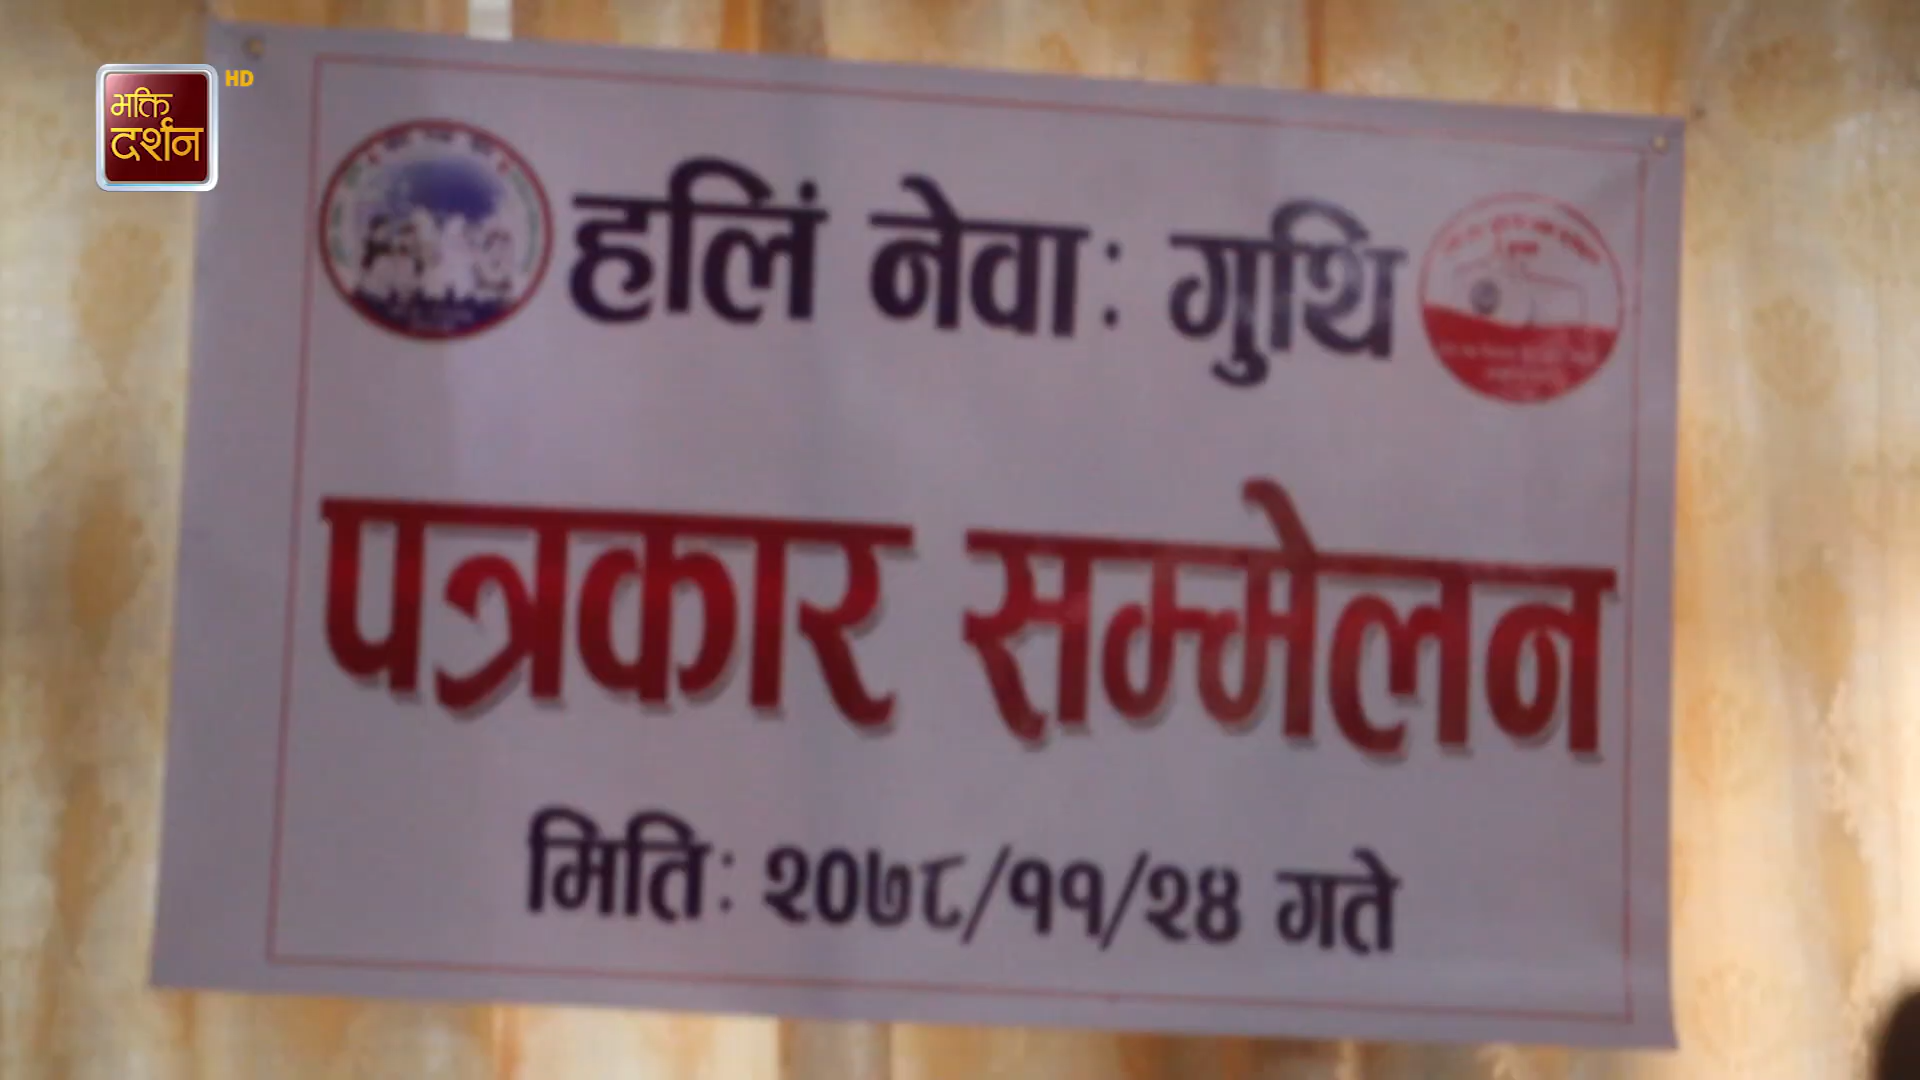 भक्ति
दर्शन
HD
हलिं नेवाः गुथि
पत्रकार सम्मेलन
मितिः २०७८/११/२४ गते